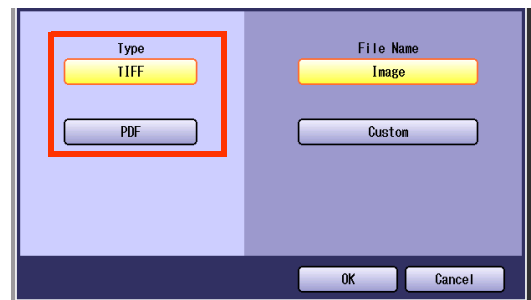 Type
TIFF
PDF
File Name
Image
Custom
OK
Cancel